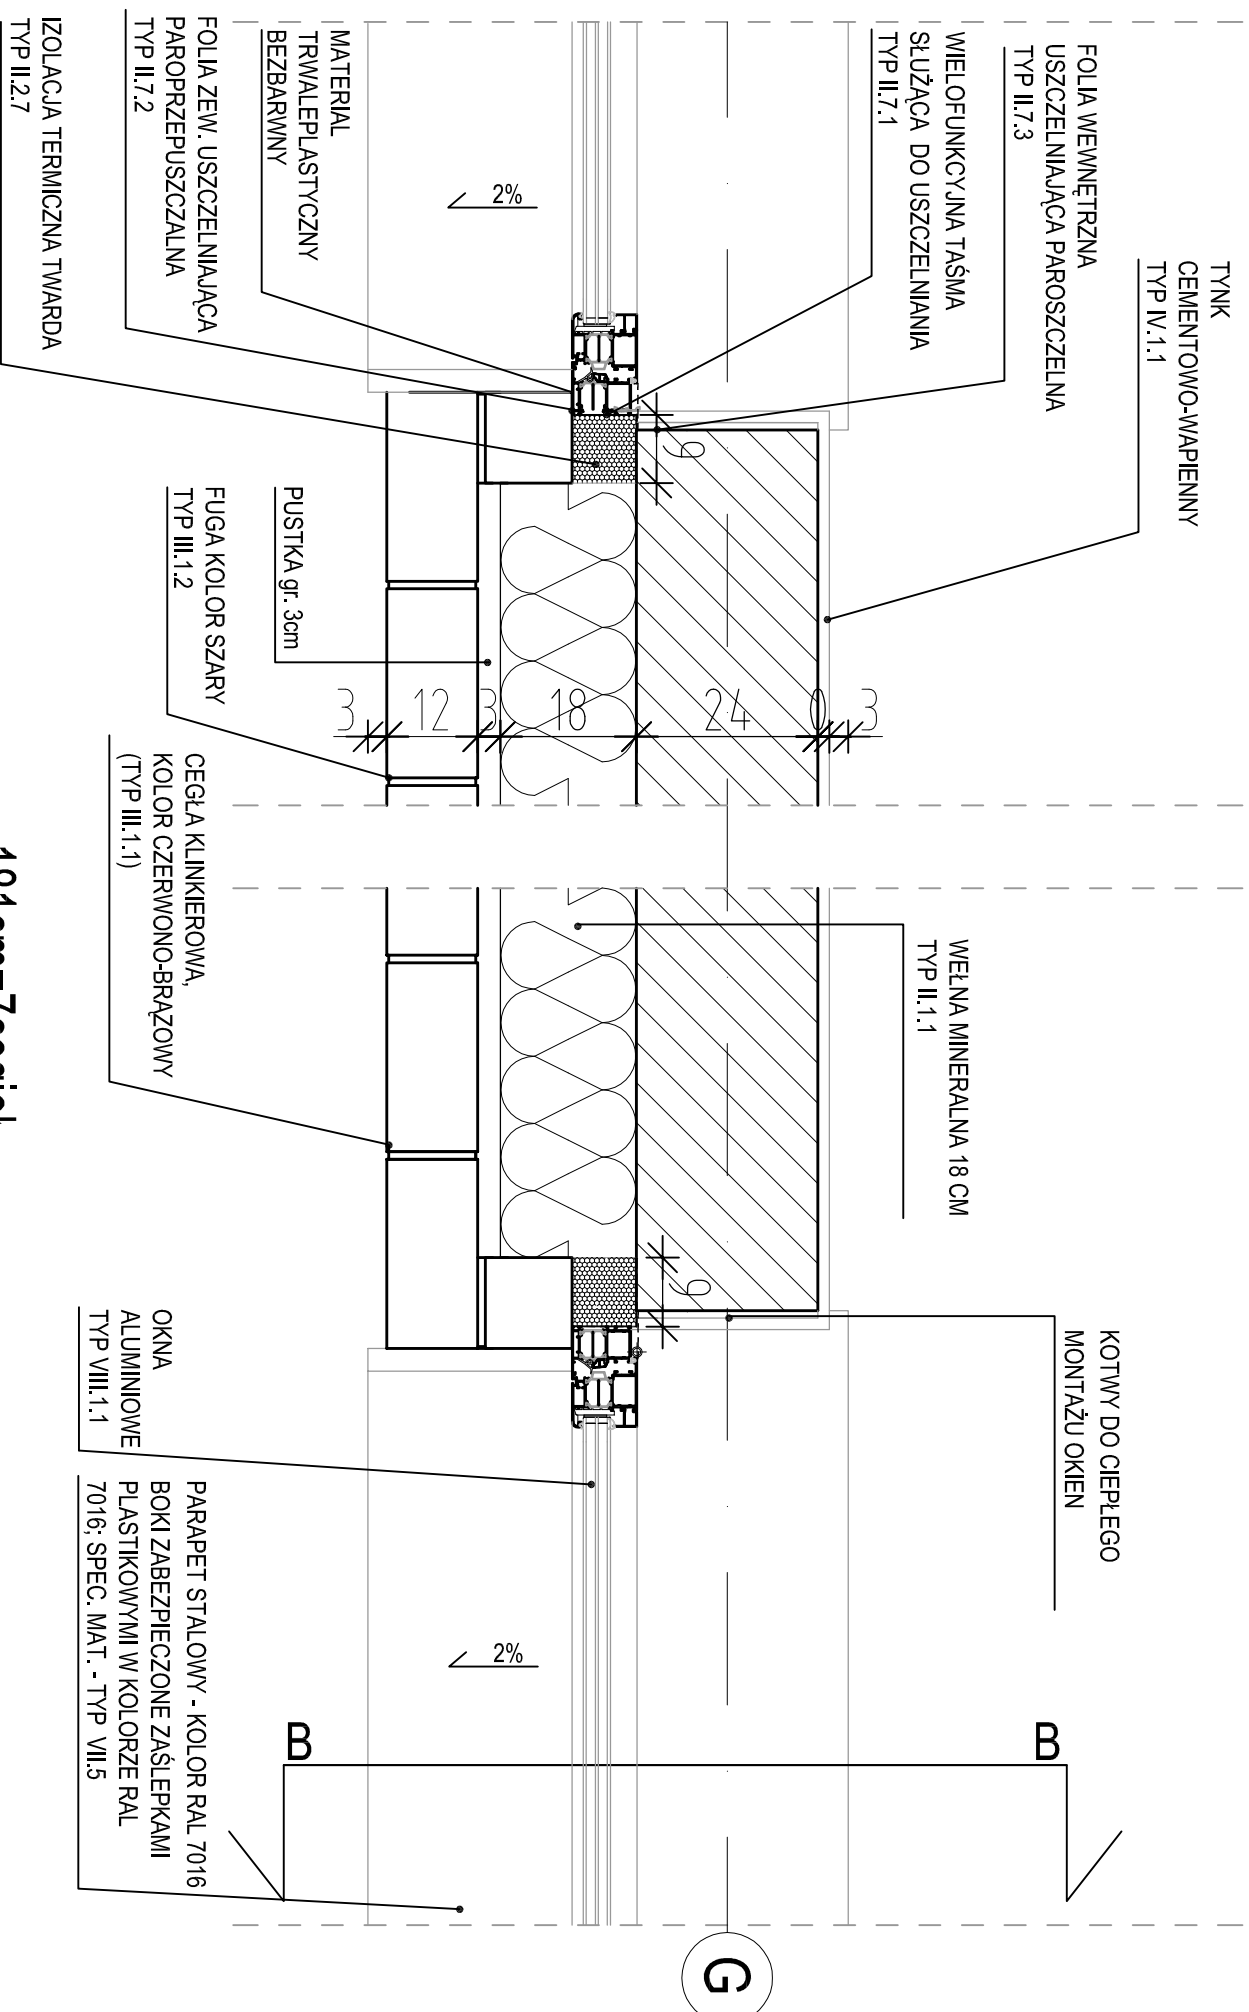 TYNK
CEMENTOWO-WAPIENNY
TYP IV.1.1
FOLIA WEWNĘTRZNA
USZCZELNIAJĄCA PAROSZCZELNA
TYP II.7.3
WIELOFUNKCYJNA TAŚMA
SŁUŻĄCA DO USZCZELNIANIA
TYP II.7.1
MATERIAL
TRWALEPLASTYCZNY
BEZBARWNY
FOLIA ZEW. USZCZELNIAJĄCA
PAROPRZEPUSZCZALNA
TYP II.7.2
IZOLACJA TERMICZNA TWARDA
TYP II.2.7
2%
9
PUSTKA gr. 3cm
FUGA KOLOR SZARY
TYP III.1.2
3
12
3
18
24
0
3
CEGŁA KLINKIEROWA,
KOLOR CZERWONO-BRĄZOWY
(TYP III.1.1)
WEŁNA MINERALNA 18 CM
TYP II.1.1
9
KOTWY DO CIEPŁEGO
MONTAŻU OKIEN
OKNA
ALUMINIOWE
TYP VIII.1.1
PARAPET STALOWY - KOLOR RAL 7016
BOKI ZABEZPIECZONE ZAŚLEPKAMI
PLASTIKOWYMI W KOLORZE RAL
7016; SPEC. MAT. - TYP VII.5
2%
B
B
G